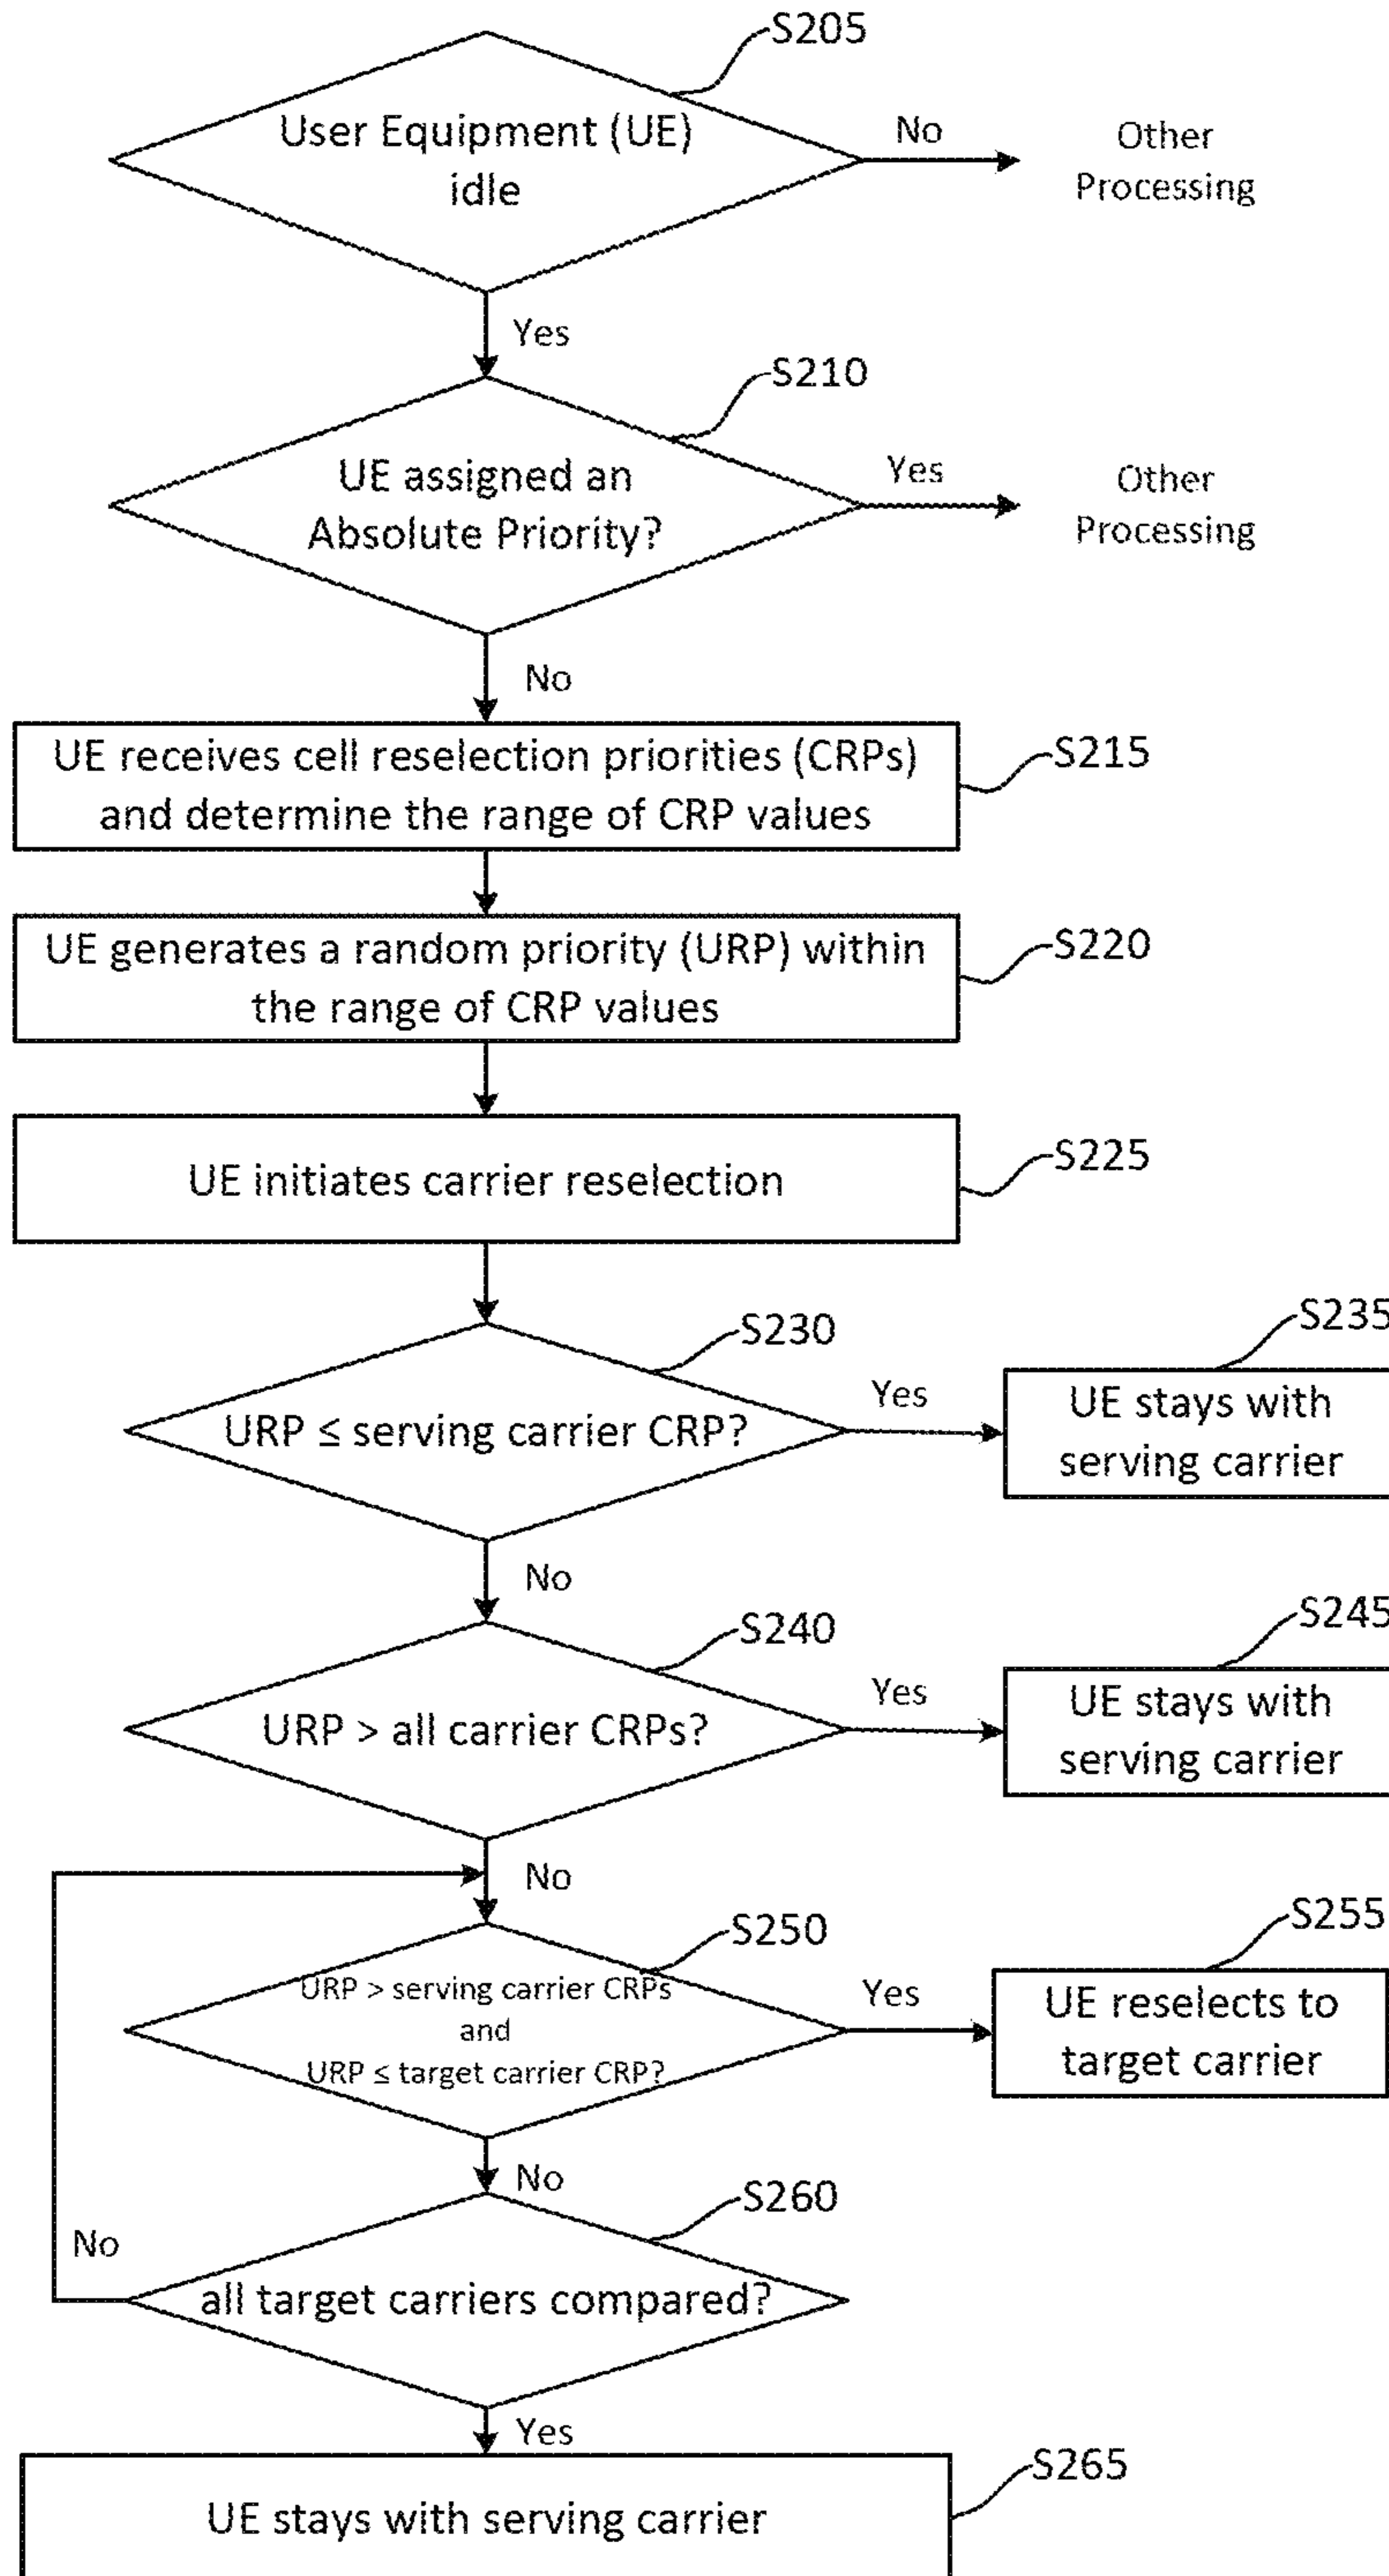 S205
User Equipment (UE)
idle
No
Other
Processing
Yes
S210
UE assigned an
Absolute Priority?
Yes
Other
Processing
No
UE receives cell reselection priorities (CRPs)
and determine the range of CRP values
S215
UE generates a random priority (URP) within
the range of CRP values
S220
UE initiates carrier reselection
S225
S230
URP ≤ serving carrier CRP?
Yes
S235
UE stays with
serving carrier
No
S240
URP > all carrier CRPs?
Yes
S245
UE stays with
serving carrier
No
S250
URP > serving carrier CRPs
and
URP ≤ target carrier CRP?
Yes
S255
UE reselects to
target carrier
No
S260
all target carriers compared?
No
Yes
UE stays with serving carrier
S265